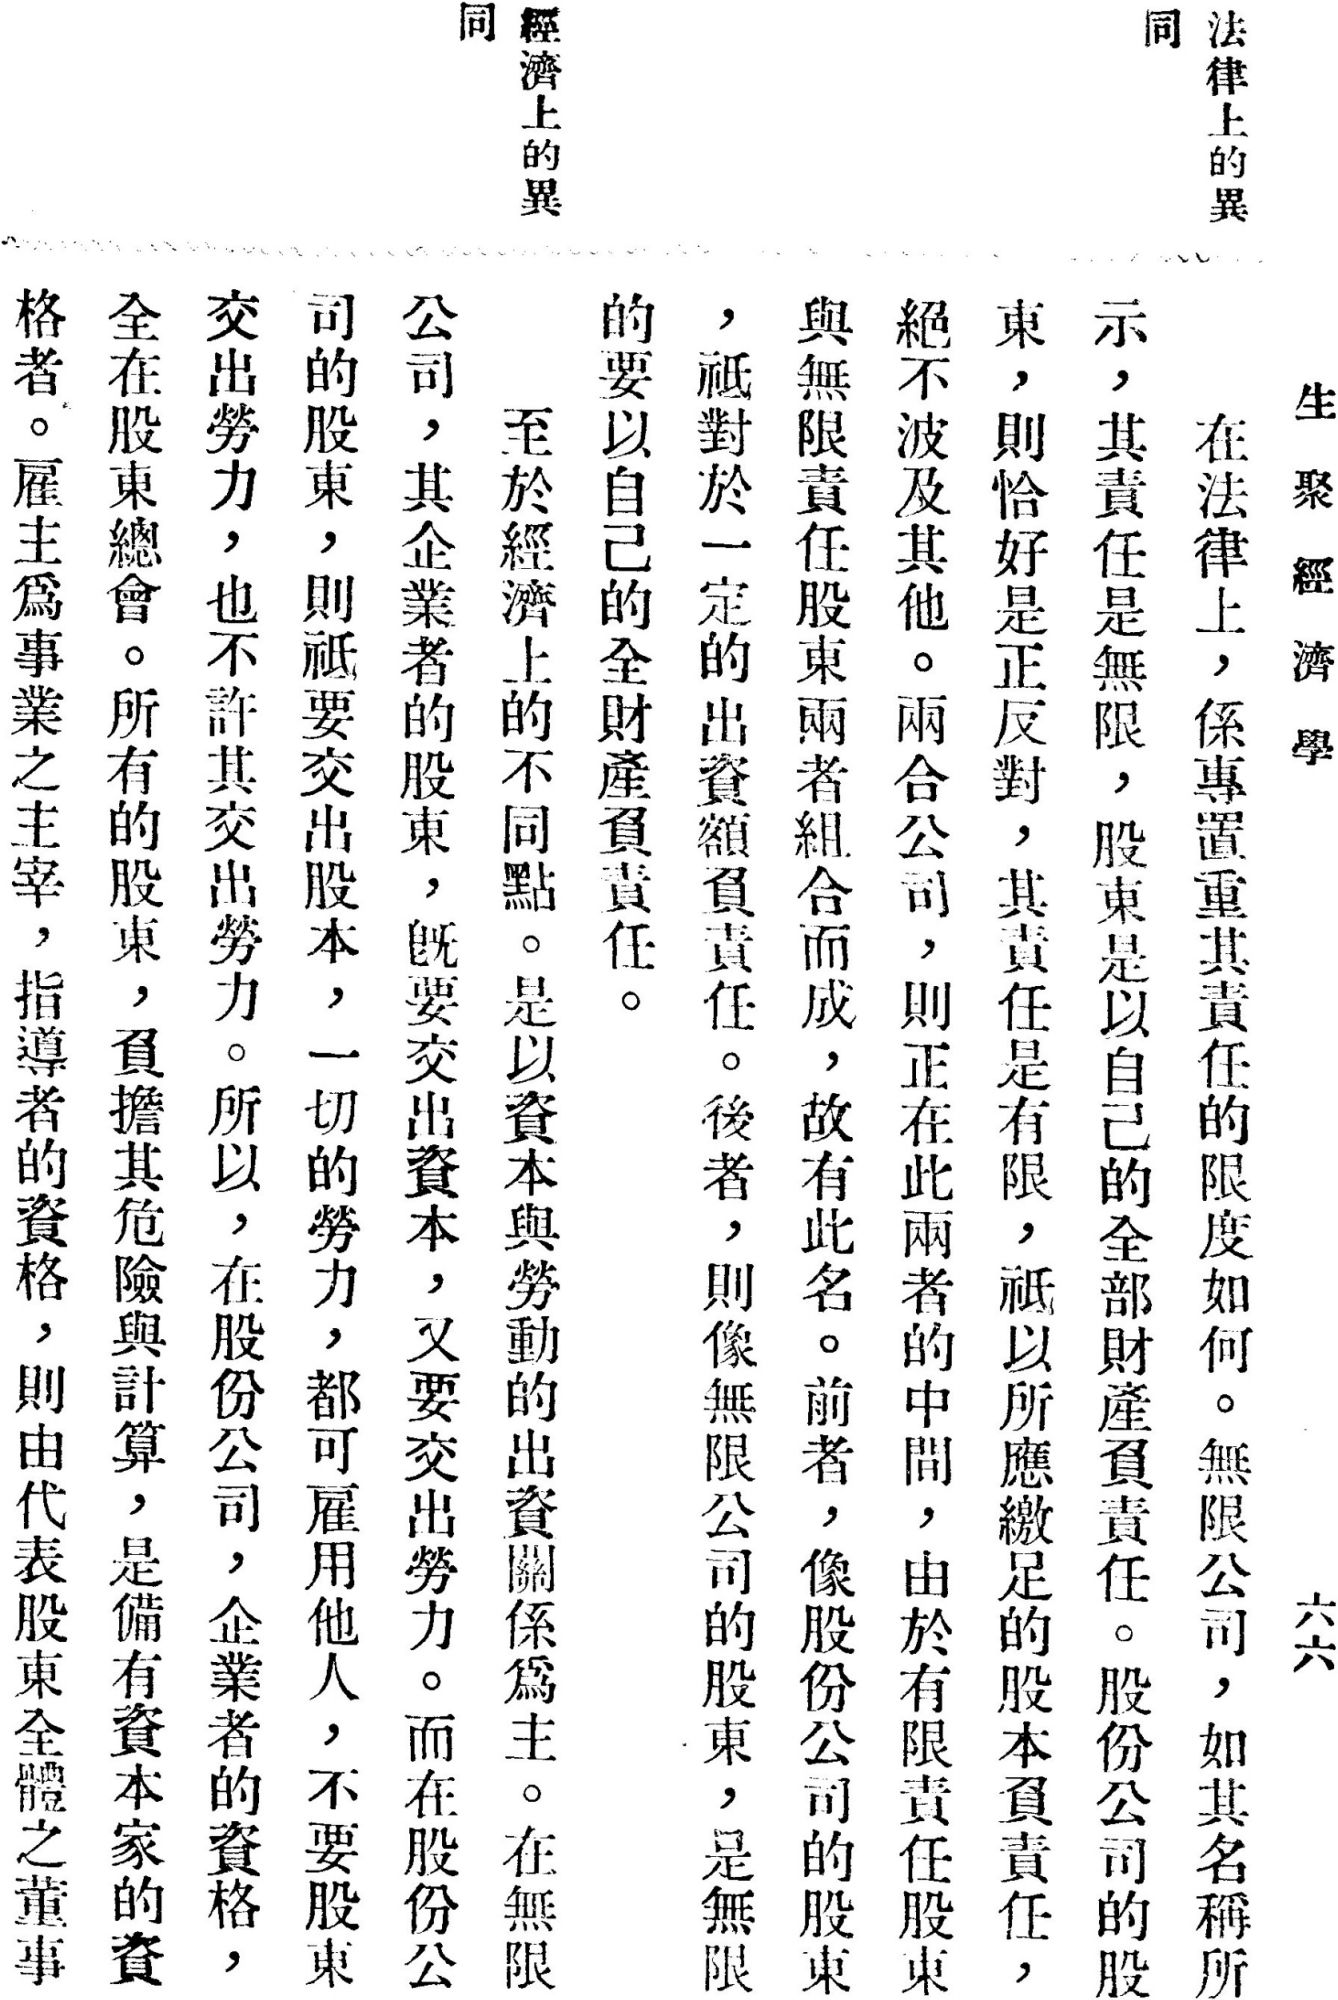 生聚經濟學
六六
法律上的異
同
在法律上，係專置重其責任的限度如何。無限公司，如其名稱所
示，其責任是無限，股東是以自己的全部財產負責任。股份公司的股
東，則恰好是正反對，其責任是有限，祗以所應繳足的股本負責任，
絕不波及其他。兩合公司，則正在此兩者的中間，由於有限責任股東
與無限責任股東兩者組合而成，故有此名。前者，像股份公司的股東
，祗對於一定的出資額負責任。後者，則像無限公司的股東，是無限
的要以自己的全財產負責任。
經濟上的異
同
至於經濟上的不同點。是以資本與勞動的出資關係爲主。在無限
公司，其企業者的股東，旣要交出資本，又要交出勞力。而在股份公
司的股東，則祗要交出股本，一切的勞力，都可雇用他人，不要股東
交出勞力，也不許其交出勞力。所以，在股份公司，企業者的資格，
全在股東總會。所有的股東，負擔其危險與計算，是備有資本家的資
格者。雇主爲事業之主宰，指導者的資格，則由代表股東全體之董事